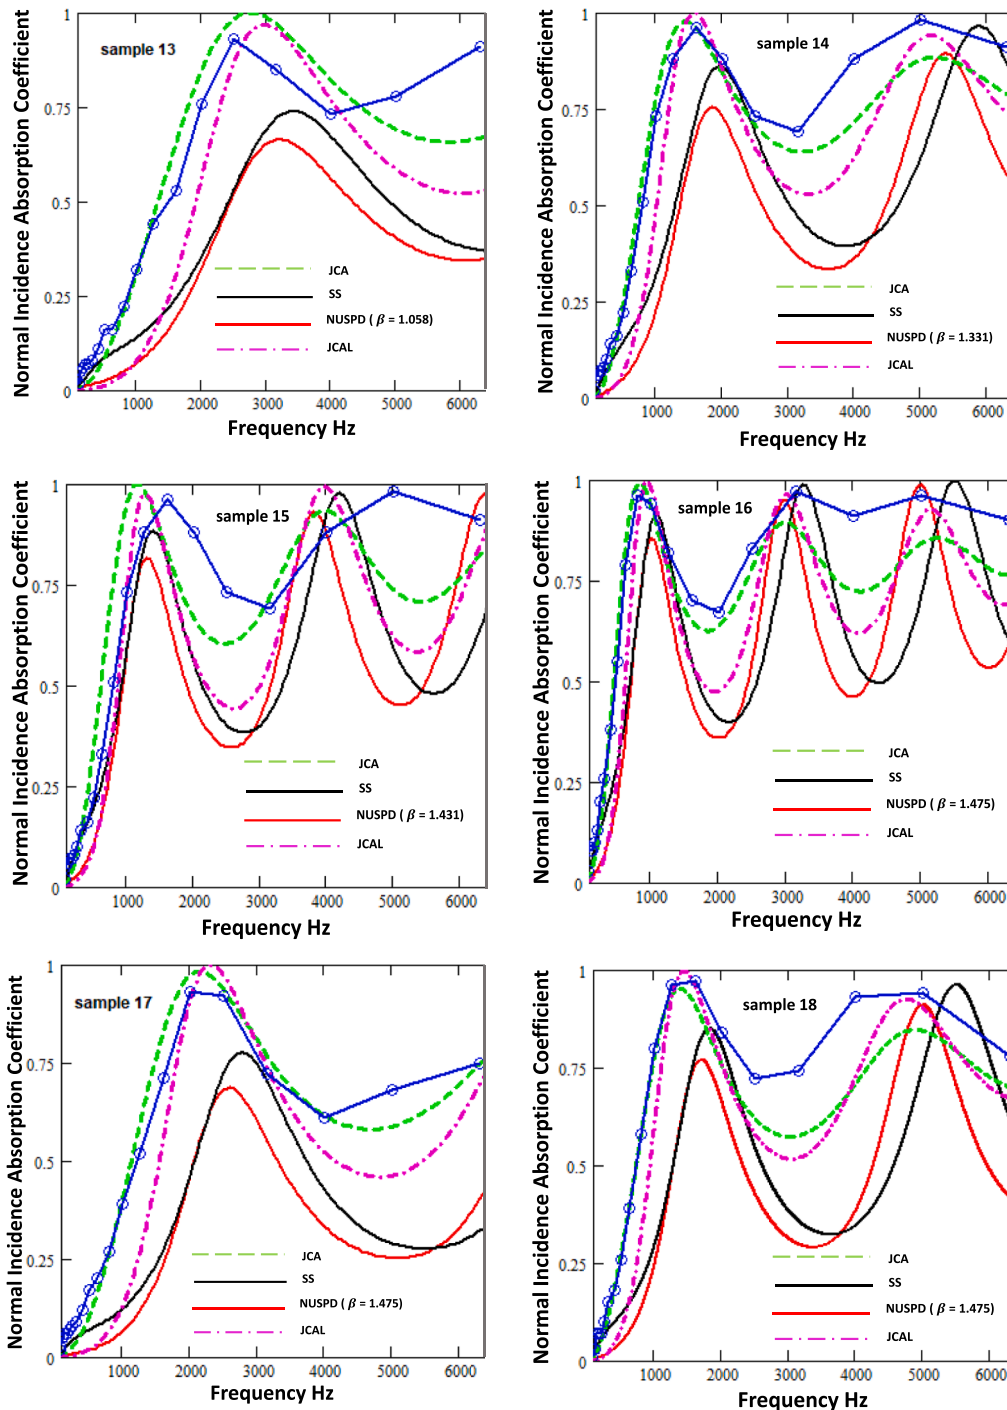 Normal Incidence Absorption Coefficient
sample 13
1
0.75
0.5
0.25
0
JCA
SS
NUSPD ( β = 1.058)
JCAL
1000 2000 3000 4000 5000 6000
Frequency Hz
Normal Incidence Absorption Coefficient
sample 14
1
0.75
0.5
0.25
0
JCA
SS
NUSPD ( β = 1.331)
JCAL
1000 2000 3000 4000 5000 6000
Frequency Hz
Normal Incidence Absorption Coefficient
sample 15
1
0.75
0.5
0.25
0
JCA
SS
NUSPD ( β = 1.431)
JCAL
1000 2000 3000 4000 5000 6000
Frequency Hz
Normal Incidence Absorption Coefficient
sample 16
1
0.75
0.5
0.25
0
JCA
SS
NUSPD ( β = 1.475)
JCAL
1000 2000 3000 4000 5000 6000
Frequency Hz
Normal Incidence Absorption Coefficient
sample 17
1
0.75
0.5
0.25
0
JCA
SS
NUSPD ( β = 1.475)
JCAL
1000 2000 3000 4000 5000 6000
Frequency Hz
Normal Incidence Absorption Coefficient
sample 18
1
0.75
0.5
0.25
0
JCA
SS
NUSPD ( β = 1.475)
JCAL
1000 2000 3000 4000 5000 6000
Frequency Hz